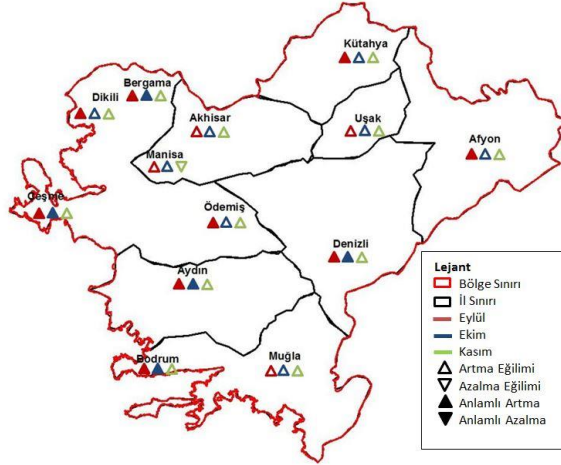 Kütahya
Bergama
Dikili
Akhisar
Uşak
Afyon
Manisa
Çeşme
Ödemiş
Denizli
Aydın
Bodrum
Muğla
Lejant
Bölge Sınırı
İl Sınırı
Eylül
Ekim
Kasım
Artma Eğilimi
Azalma Eğilimi
Anlamlı Artma
Anlamlı Azalma